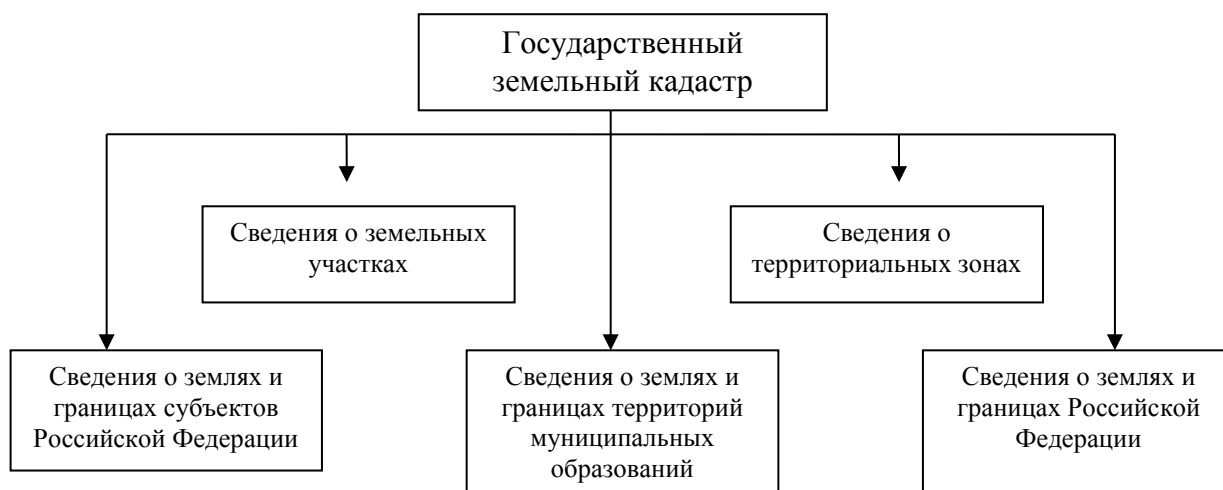 Государственный
земельный кадастр
Сведения о земельных
участках
Сведения о
территориальных зонах
Сведения о землях и
границах субъектов
Российской Федерации
Сведения о землях и
границах территорий
муниципальных
образований
Сведения о землях и
границах Российской
Федерации